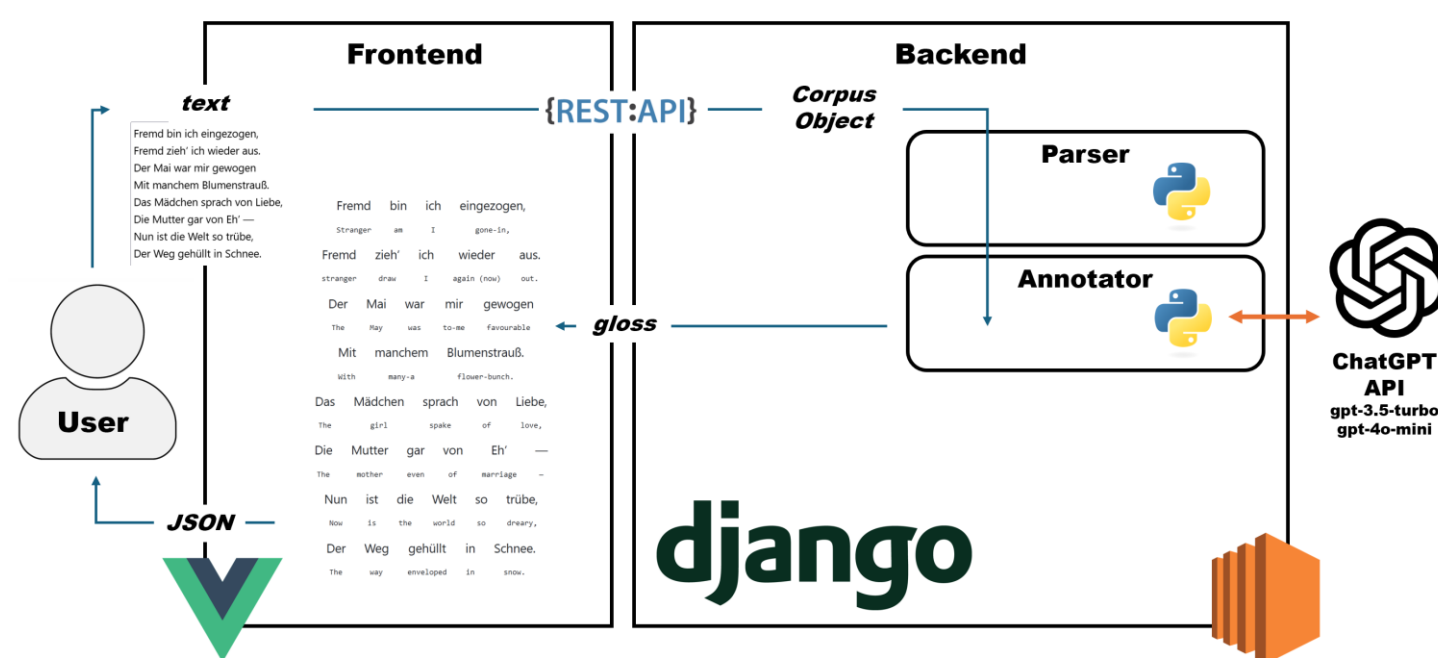 Frontend
Backend
text
{REST:API}
Corpus
Object
Fremd bin ich eingezogen,
Fremd zieh' ich wieder aus.
Der Mai war mir gewogen
Mit manchem Blumenstrauß.
Das Mädchen sprach von Liebe,
Die Mutter gar von Eh' —
Nun ist die Welt so trübe,
Der Weg gehüllt in Schnee.
Fremd bin ich eingezogen,
Stranger am I gone-in,
Fremd zieh' ich wieder aus.
stranger draw I again (now) out.
Der Mai war mir gewogen
The May was to-me favourable
Mit manchem Blumenstrauß.
With many-a flower-bunch.
Das Mädchen sprach von Liebe,
The girl spake of love,
Die Mutter gar von Eh' —
The mother even of marriage —
Nun ist die Welt so trübe,
Now is the world so dreary,
Der Weg gehüllt in Schnee.
The way enveloped in snow.
Parser
Annotator
gloss
ChatGPT
API
gpt-3.5-turbo
gpt-4o-mini
User
JSON
django